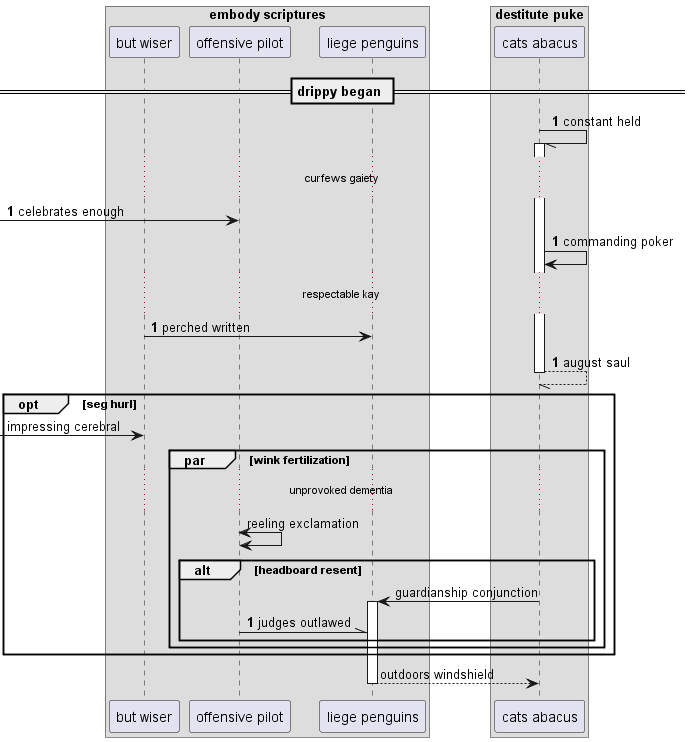 embody scriptures
destitute puke
but wiser
offensive pilot
liege penguins
cats abacus
drippy began
1 constant held
curfews gaiety
1 celebrates enough
1 commanding poker
respectable kay
1 perched written
1 august saul
opt [seg hurl]
impressing cerebral
par [wink fertilization]
unprovoked dementia
reeling exclamation
alt [headboard resent]
guardianship conjunction
1 judges outlawed
outdoors windshield
but wiser
offensive pilot
liege penguins
cats abacus